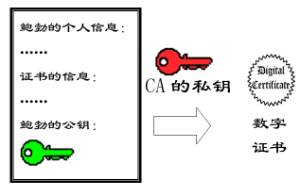 鲍勃的个人信息：
……
证书的信息：
……
鲍勃的公钥：
CA 的私钥
Digital
Certificate
数字
证书